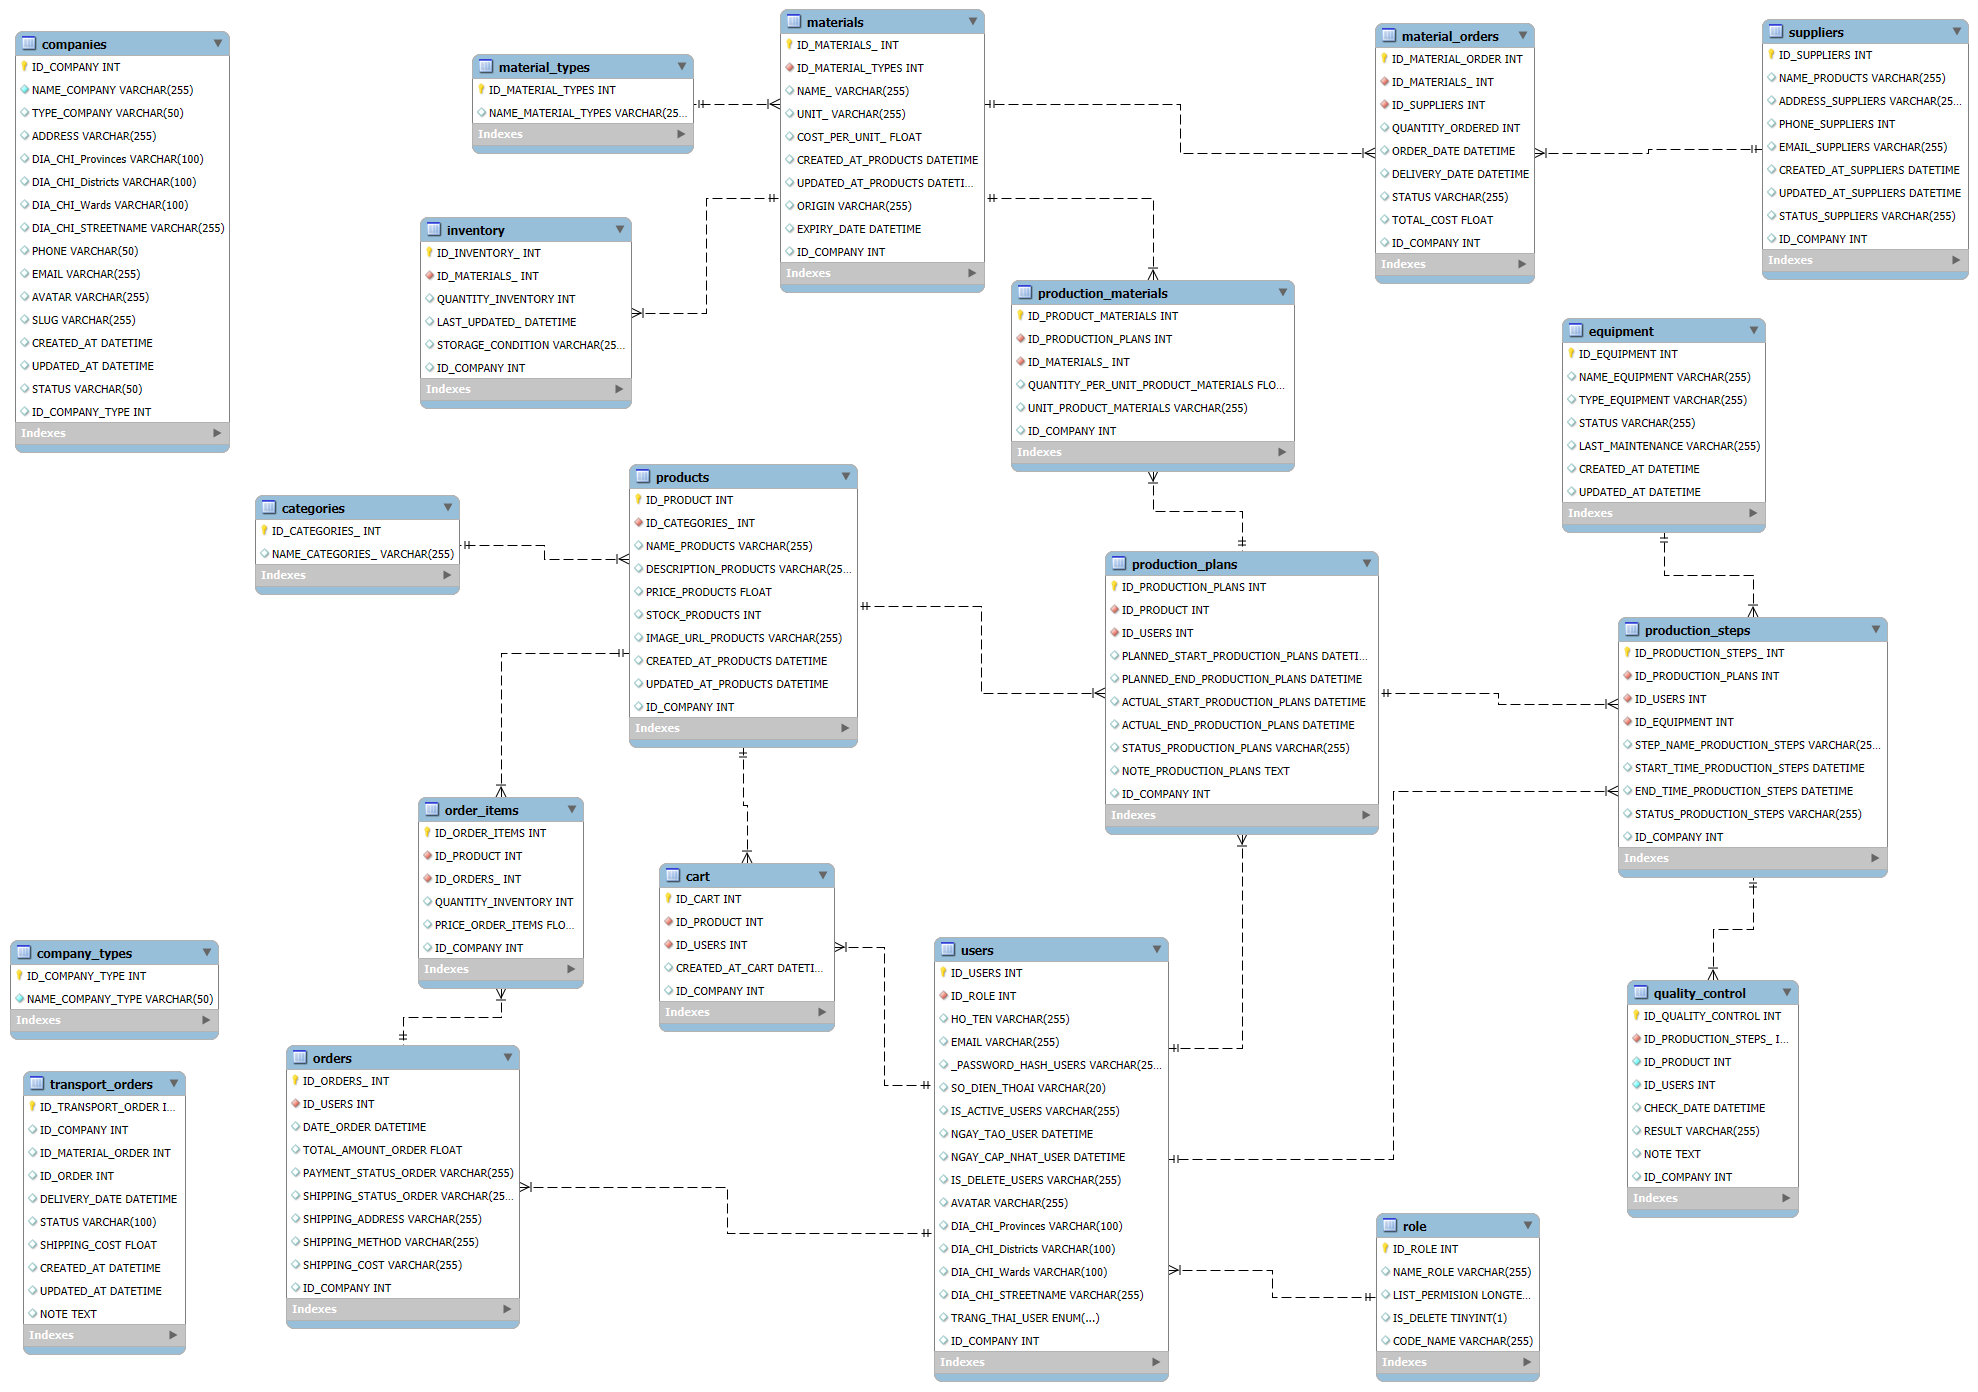 companies
ID_COMPANY INT
NAME_COMPANY VARCHAR(255)
TYPE_COMPANY VARCHAR(50)
ADDRESS VARCHAR(255)
DIA_CHI_Provinces VARCHAR(100)
DIA_CHI_Districts VARCHAR(100)
DIA_CHI_Wards VARCHAR(100)
DIA_CHI_STREETNAME VARCHAR(255)
PHONE VARCHAR(50)
EMAIL VARCHAR(255)
AVATAR VARCHAR(255)
SLUG VARCHAR(255)
CREATED_AT DATETIME
UPDATED_AT DATETIME
STATUS VARCHAR(50)
ID_COMPANY_TYPE INT
Indexes
material_types
ID_MATERIAL_TYPES INT
NAME_MATERIAL_TYPES VARCHAR(25...
Indexes
materials
ID_MATERIALS_ INT
ID_MATERIAL_TYPES INT
NAME_ VARCHAR(255)
UNIT_ VARCHAR(255)
COST_PER_UNIT_ FLOAT
CREATED_AT_PRODUCTS DATETIME
UPDATED_AT_PRODUCTS DATETI...
ORIGIN VARCHAR(255)
EXPIRY_DATE DATETIME
ID_COMPANY INT
Indexes
material_orders
ID_MATERIAL_ORDER INT
ID_MATERIALS_ INT
ID_SUPPLIERS INT
QUANTITY_ORDERED INT
ORDER_DATE DATETIME
DELIVERY_DATE DATETIME
STATUS VARCHAR(255)
TOTAL_COST FLOAT
ID_COMPANY INT
Indexes
suppliers
ID_SUPPLIERS INT
NAME_PRODUCTS VARCHAR(255)
ADDRESS_SUPPLIERS VARCHAR(25...
PHONE_SUPPLIERS INT
EMAIL_SUPPLIERS VARCHAR(255)
CREATED_AT_SUPPLIERS DATETIME
UPDATED_AT_SUPPLIERS DATETIME
STATUS_SUPPLIERS VARCHAR(255)
ID_COMPANY INT
Indexes
inventory
ID_INVENTORY_ INT
ID_MATERIALS_ INT
QUANTITY_INVENTORY INT
LAST_UPDATED_ DATETIME
STORAGE_CONDITION VARCHAR(25...
ID_COMPANY INT
Indexes
production_materials
ID_PRODUCT_MATERIALS INT
ID_PRODUCTION_PLANS INT
ID_MATERIALS_ INT
QUANTITY_PER_UNIT_PRODUCT_MATERIALS FLO...
UNIT_PRODUCT_MATERIALS VARCHAR(255)
ID_COMPANY INT
Indexes
equipment
ID_EQUIPMENT INT
NAME_EQUIPMENT VARCHAR(255)
TYPE_EQUIPMENT VARCHAR(255)
STATUS VARCHAR(255)
LAST_MAINTENANCE VARCHAR(255)
CREATED_AT DATETIME
UPDATED_AT DATETIME
Indexes
categories
ID_CATEGORIES_ INT
NAME_CATEGORIES_ VARCHAR(255)
Indexes
products
ID_PRODUCT INT
ID_CATEGORIES_ INT
NAME_PRODUCTS VARCHAR(255)
DESCRIPTION_PRODUCTS VARCHAR(25...
PRICE_PRODUCTS FLOAT
STOCK_PRODUCTS INT
IMAGE_URL_PRODUCTS VARCHAR(255)
CREATED_AT_PRODUCTS DATETIME
UPDATED_AT_PRODUCTS DATETIME
ID_COMPANY INT
Indexes
production_plans
ID_PRODUCTION_PLANS INT
ID_PRODUCT INT
ID_USERS INT
PLANNED_START_PRODUCTION_PLANS DATETI...
PLANNED_END_PRODUCTION_PLANS DATETIME
ACTUAL_START_PRODUCTION_PLANS DATETIME
ACTUAL_END_PRODUCTION_PLANS DATETIME
STATUS_PRODUCTION_PLANS VARCHAR(255)
NOTE_PRODUCTION_PLANS TEXT
ID_COMPANY INT
Indexes
production_steps
ID_PRODUCTION_STEPS_ INT
ID_PRODUCTION_PLANS INT
ID_USERS INT
ID_EQUIPMENT INT
STEP_NAME_PRODUCTION_STEPS VARCHAR(25...
START_TIME_PRODUCTION_STEPS DATETIME
END_TIME_PRODUCTION_STEPS DATETIME
STATUS_PRODUCTION_STEPS VARCHAR(255)
ID_COMPANY INT
Indexes
order_items
ID_ORDER_ITEMS INT
ID_PRODUCT INT
ID_ORDERS_ INT
QUANTITY_INVENTORY INT
PRICE_ORDER_ITEMS FLO...
ID_COMPANY INT
Indexes
cart
ID_CART INT
ID_PRODUCT INT
ID_USERS INT
CREATED_AT_CART DATETI...
ID_COMPANY INT
Indexes
company_types
ID_COMPANY_TYPE INT
NAME_COMPANY_TYPE VARCHAR(50)
Indexes
users
ID_USERS INT
ID_ROLE INT
HO_TEN VARCHAR(255)
EMAIL VARCHAR(255)
_PASSWORD_HASH_USERS VARCHAR(25...
SO_DIEN_THOAI VARCHAR(20)
IS_ACTIVE_USERS VARCHAR(255)
NGAY_TAO_USER DATETIME
NGAY_CAP_NHAT_USER DATETIME
IS_DELETE_USERS VARCHAR(255)
AVATAR VARCHAR(255)
DIA_CHI_Provinces VARCHAR(100)
DIA_CHI_Districts VARCHAR(100)
DIA_CHI_Wards VARCHAR(100)
DIA_CHI_STREETNAME VARCHAR(255)
TRANG_THAI_USER ENUM(...)
ID_COMPANY INT
Indexes
quality_control
ID_QUALITY_CONTROL INT
ID_PRODUCTION_STEPS_ I...
ID_PRODUCT INT
ID_USERS INT
CHECK_DATE DATETIME
RESULT VARCHAR(255)
NOTE TEXT
ID_COMPANY INT
Indexes
transport_orders
ID_TRANSPORT_ORDER I...
ID_COMPANY INT
ID_MATERIAL_ORDER INT
ID_ORDER INT
DELIVERY_DATE DATETIME
STATUS VARCHAR(100)
SHIPPING_COST FLOAT
CREATED_AT DATETIME
UPDATED_AT DATETIME
NOTE TEXT
Indexes
orders
ID_ORDERS_ INT
ID_USERS INT
DATE_ORDER DATETIME
TOTAL_AMOUNT_ORDER FLOAT
PAYMENT_STATUS_ORDER VARCHAR(255)
SHIPPING_STATUS_ORDER VARCHAR(25...
SHIPPING_ADDRESS VARCHAR(255)
SHIPPING_METHOD VARCHAR(255)
SHIPPING_COST VARCHAR(255)
ID_COMPANY INT
Indexes
role
ID_ROLE INT
NAME_ROLE VARCHAR(255)
LIST_PERMISION LONGTE...
IS_DELETE TINYINT(1)
CODE_NAME VARCHAR(255)
Indexes